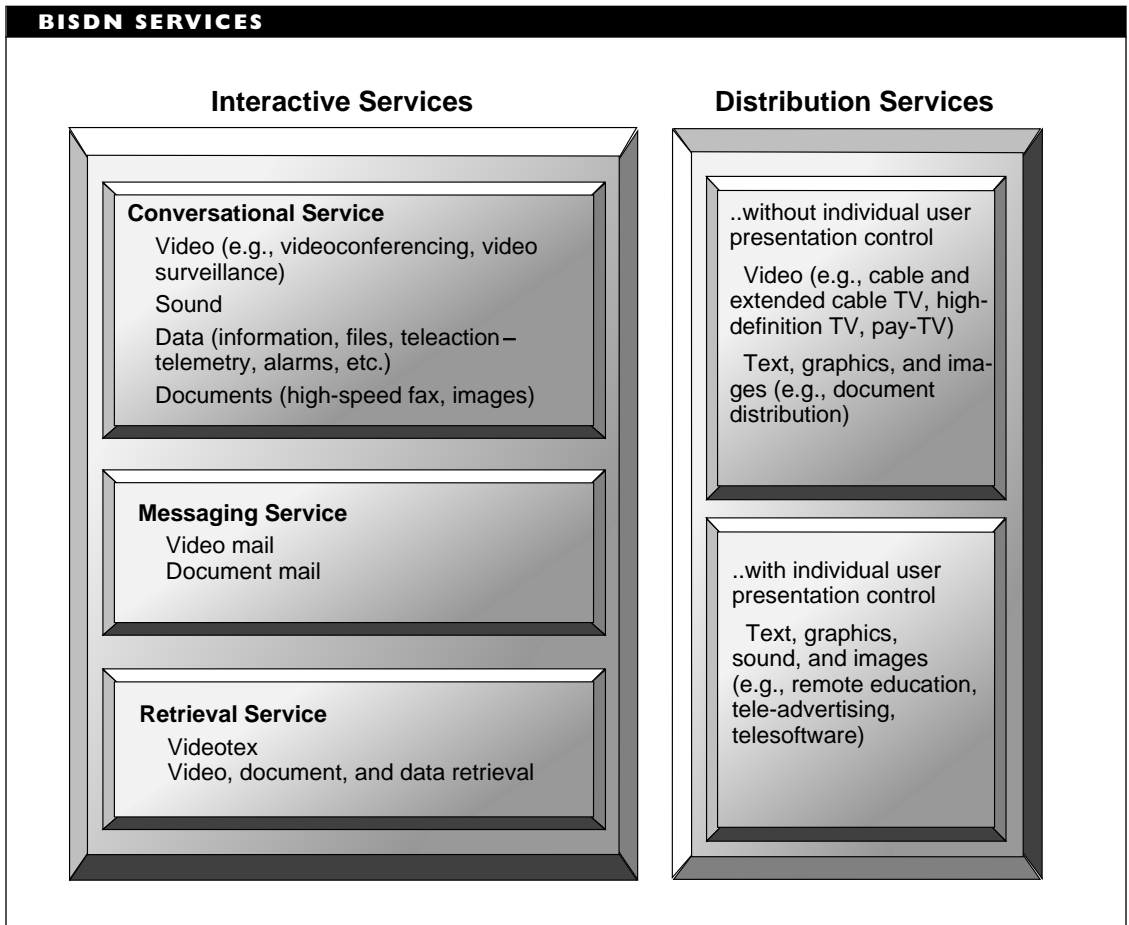 BISDN SERVICES
Interactive Services
Conversational Service
Video (e.g., videoconferencing, video
surveillance)
Sound
Data (information, files, teleaction–
telemetry, alarms, etc.)
Documents (high-speed fax, images)
Messaging Service
Video mail
Document mail
Retrieval Service
Videotex
Video, document, and data retrieval
Distribution Services
..without individual user
presentation control
Video (e.g., cable and
extended cable TV, high-
definition TV, pay-TV)
Text, graphics, and ima-
ges (e.g., document
distribution)
..with individual user
presentation control
Text, graphics,
sound, and images
(e.g., remote education,
tele-advertising,
telesoftware)